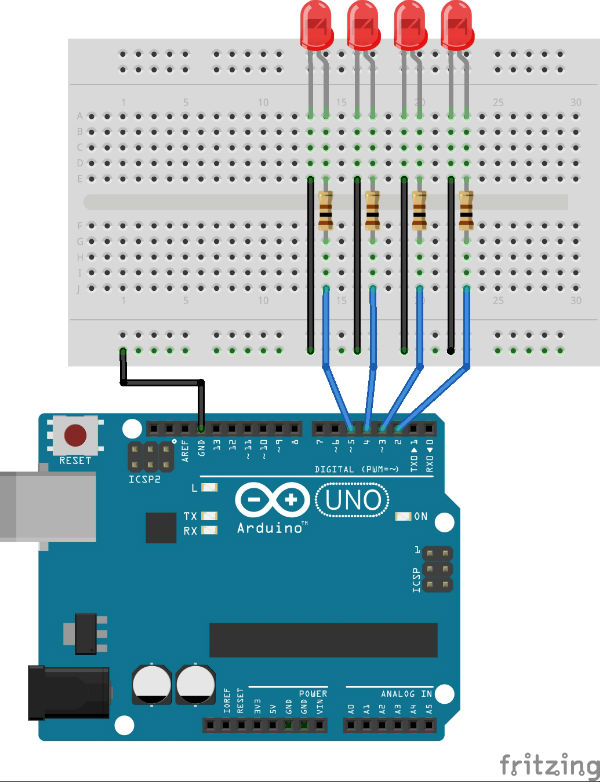 1 5 10 15 20 25 30
A
B
C
D
E
F
G
H
I
J
1 5 10 15 20 25 30
RESET
AREF
GND
13
12
~11
~10
~9
8
7
~6
~5
4
~3
2
TX0▶1
RX0◀0
DIGITAL (PWM=~)
ICSP2
L
TX
RX
Arduino™
UNO
ON
1
ICSP
IOREF
RESET
3V3
5V
GND
GND
VIN
POWER
A0
A1
A2
A3
A4
A5
ANALOG IN
fritzing